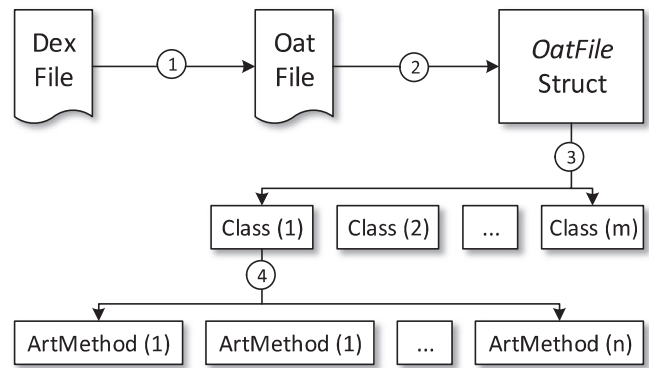 Dex
File
1
Oat
File
2
OatFile
Struct
3
Class (1)
Class (2)
...
Class (m)
4
ArtMethod (1)
ArtMethod (1)
...
ArtMethod (n)